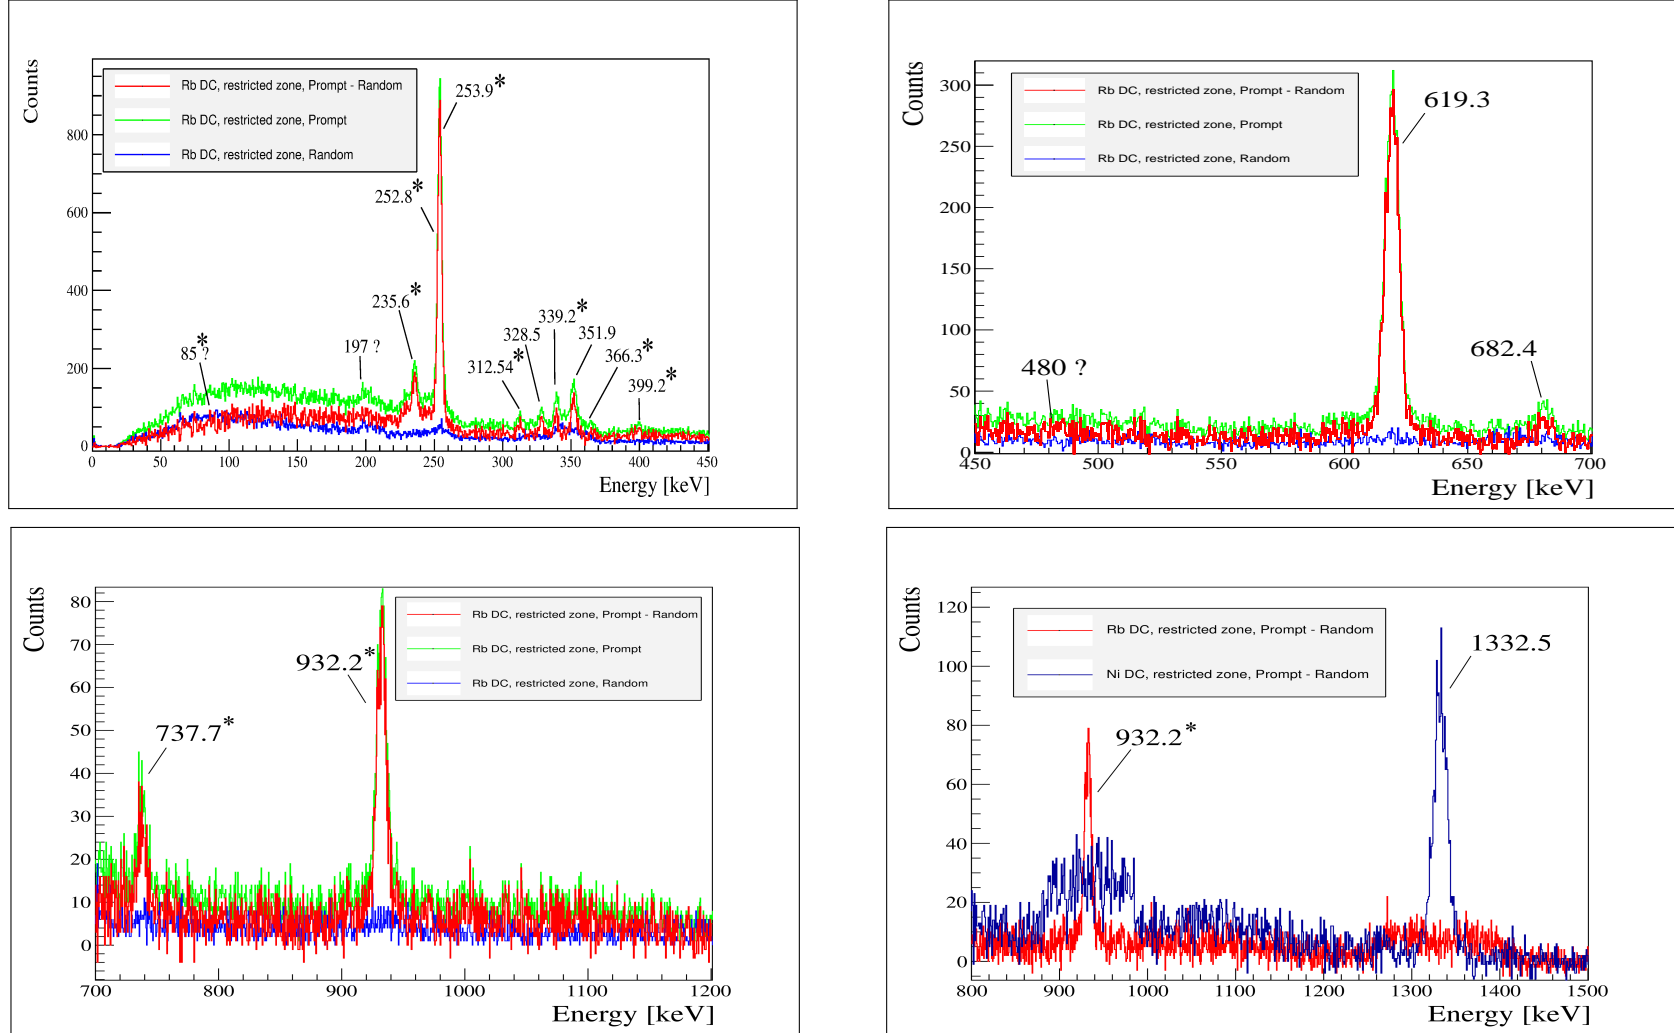 Counts
Rb DC, restricted zone, Prompt - Random
Rb DC, restricted zone, Prompt
Rb DC, restricted zone, Random
253.9*
252.8*
235.6*
85*?
197 ?
312.54*
328.5
339.2*
351.9
366.3*
399.2*
800
600
400
200
0
0 50 100 150 200 250 300 350 400 450
Energy [keV]
Counts
Rb DC, restricted zone, Prompt - Random
Rb DC, restricted zone, Prompt
Rb DC, restricted zone, Random
619.3
682.4
480 ?
300
250
200
150
100
50
0
450 500 550 600 650 700
Energy [keV]
Counts
Rb DC, restricted zone, Prompt - Random
Rb DC, restricted zone, Prompt
Rb DC, restricted zone, Random
932.2*
737.7*
80
70
60
50
40
30
20
10
0
700 800 900 1000 1100 1200
Energy [keV]
Counts
Rb DC, restricted zone, Prompt - Random
Ni DC, restricted zone, Prompt - Random
1332.5
932.2*
120
100
80
60
40
20
0
800 900 1000 1100 1200 1300 1400 1500
Energy [keV]